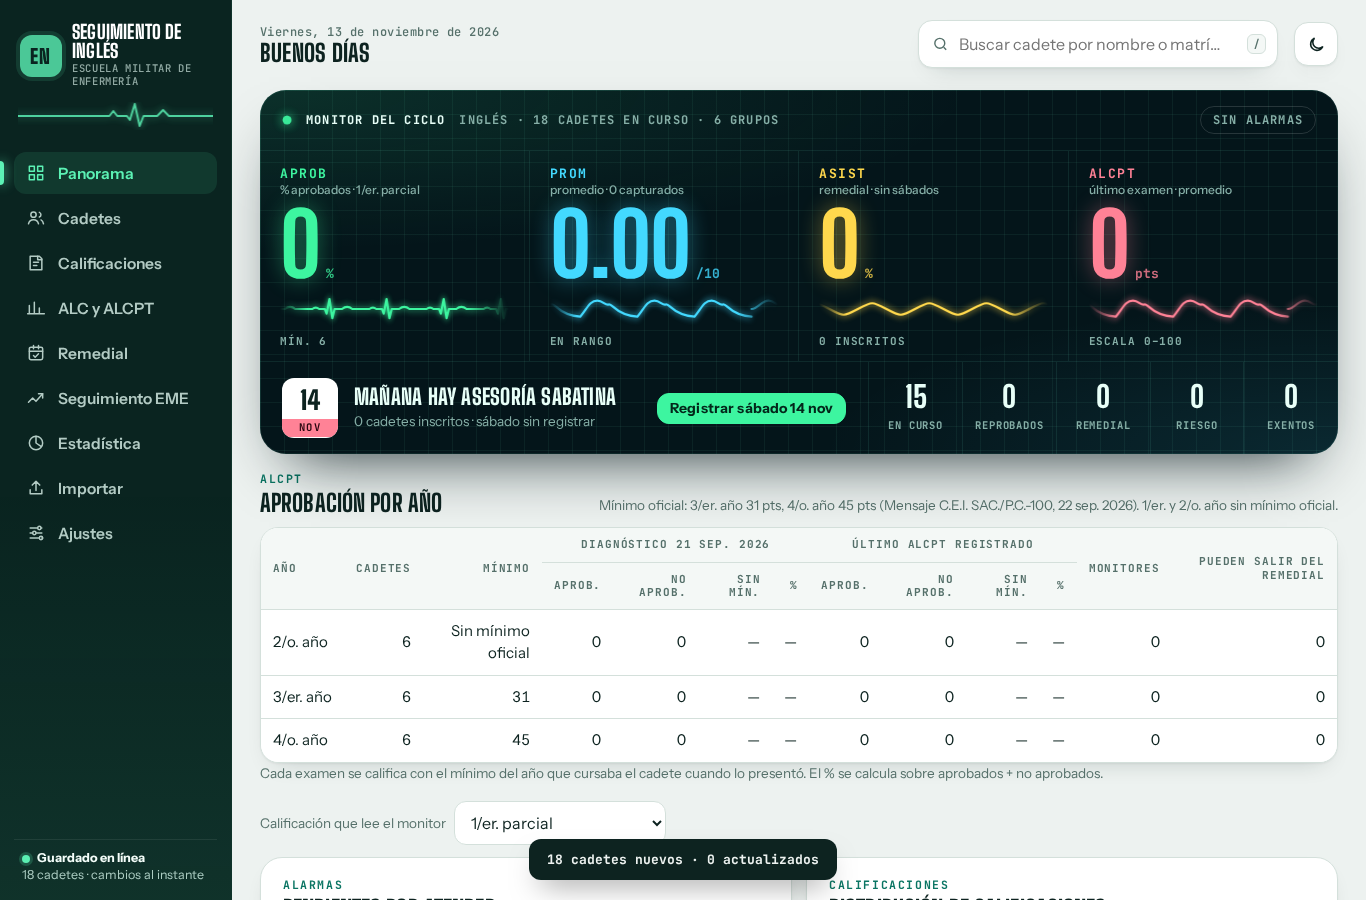 EN
SEGUIMIENTO DE
INGLÉS
ESCUELA MILITAR DE
ENFERMERÍA
Panorama
Cadetes
Calificaciones
ALC y ALCPT
Remedial
Seguimiento EME
Estadística
Importar
Ajustes
Guardado en línea
18 cadetes · cambios al instante
Viernes, 13 de noviembre de 2026
BUENOS DÍAS
Buscar cadete por nombre o matrí... /
MONITOR DEL CICLO INGLÉS · 18 CADETES EN CURSO · 6 GRUPOS SIN ALARMAS
APROB PROM ASIST ALCPT
% aprobados · 1/er. parcial promedio · 0 capturados remedial · sin sábados último examen · promedio
0 % 0.00 /10 0 % 0 pts
MÍN. 6 EN RANGO 0 INSCRITOS ESCALA 0–100
14
NOV
MAÑANA HAY ASESORÍA SABATINA
0 cadetes inscritos · sábado sin registrar
Registrar sábado 14 nov
15 0 0 0 0
EN CURSO REPROBADOS REMEDIAL RIESGO EXENTOS
ALCPT
APROBACIÓN POR AÑO
Mínimo oficial: 3/er. año 31 pts, 4/o. año 45 pts (Mensaje C.E.I. SAC./P.C.-100, 22 sep. 2026). 1/er. y 2/o. año sin mínimo oficial.
DIAGNÓSTICO 21 SEP. 2026 ÚLTIMO ALCPT REGISTRADO
AÑO CADETES MÍNIMO MONITORES PUEDEN SALIR DEL
REMEDIAL
APROB. NO APROB. SIN MÍN. % APROB. NO APROB. SIN MÍN. %
2/o. año 6 Sin mínimo oficial 0 0 — — 0 0 — — 0 0
3/er. año 6 31 0 0 — — 0 0 — — 0 0
4/o. año 6 45 0 0 — — 0 0 — — 0 0
Cada examen se califica con el mínimo del año que cursaba el cadete cuando lo presentó. El % se calcula sobre aprobados + no aprobados.
Calificación que lee el monitor 1/er. parcial
18 cadetes nuevos · 0 actualizados
ALARMAS
PENDIENTES POR ATENDER
CALIFICACIONES
DISTRIBUCIÓN DE CALIFICACIONES